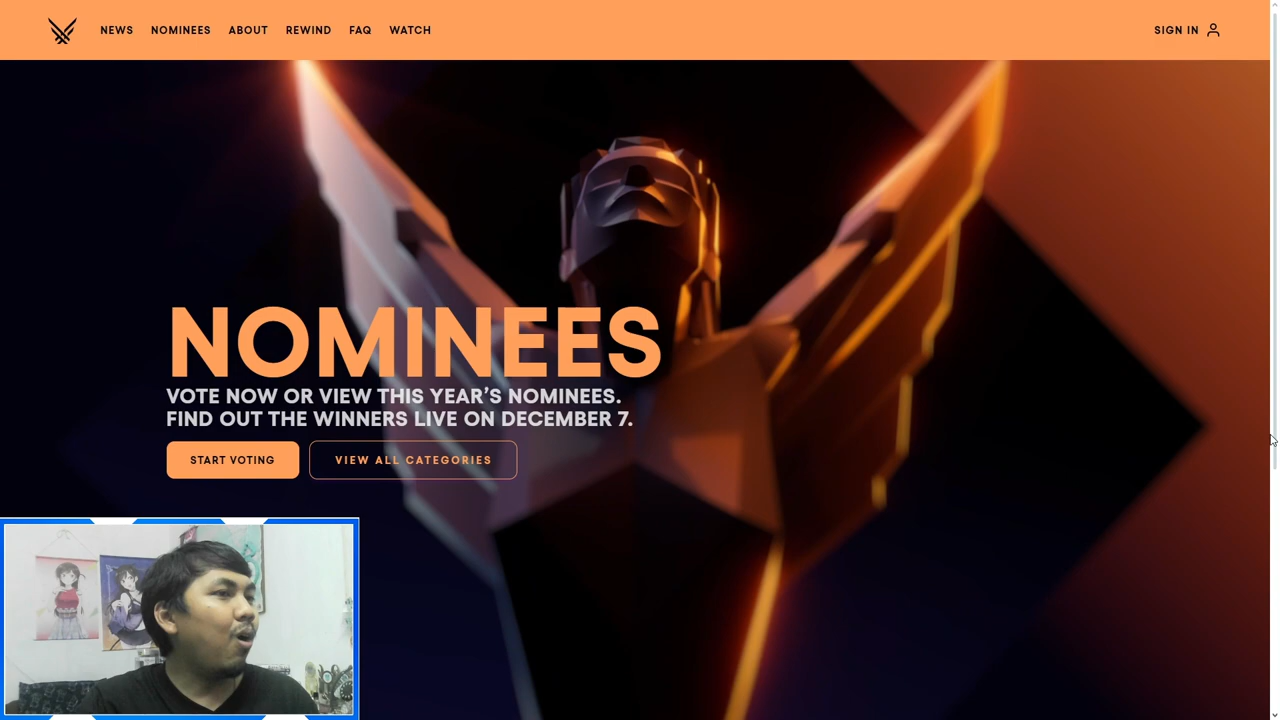 NEWS NOMINEES ABOUT REWIND FAQ WATCH SIGN IN
NOMINEES
VOTE NOW OR VIEW THIS YEAR’S NOMINEES.
FIND OUT THE WINNERS LIVE ON DECEMBER 7.
START VOTING VIEW ALL CATEGORIES